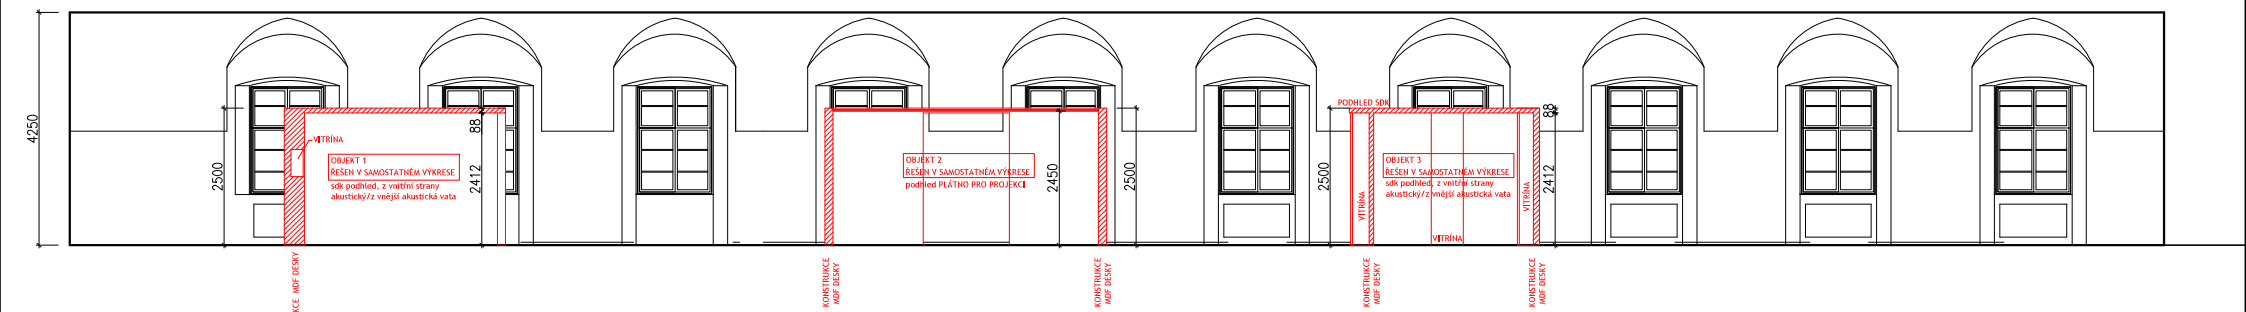 4250
2500
VITRÍNA
OBJEKT 1
ŘEŠEN V SAMOSTATNÉM VÝKRESE
sdk podhled, z vnitřní strany
akustický/z vnější akustická vata
88
2412
KCE MDF DESKY
OBJEKT 2
ŘEŠEN V SAMOSTATNÉM VÝKRESE
podhled PLÁTNO PRO PROJEKCI
2450
2500
KONSTRUKCE
MDF DESKY
KONSTRUKCE
MDF DESKY
PODHLED SDK
2500
VITRÍNA
OBJEKT 3
ŘEŠEN V SAMOSTATNÉM VÝKRESE
sdk podhled, z vnitřní strany
akustický/z vnější akustická vata
VITRÍNA
VITRÍNA
88
2412
KONSTRUKCE
MDF DESKY
KONSTRUKCE
MDF DESKY